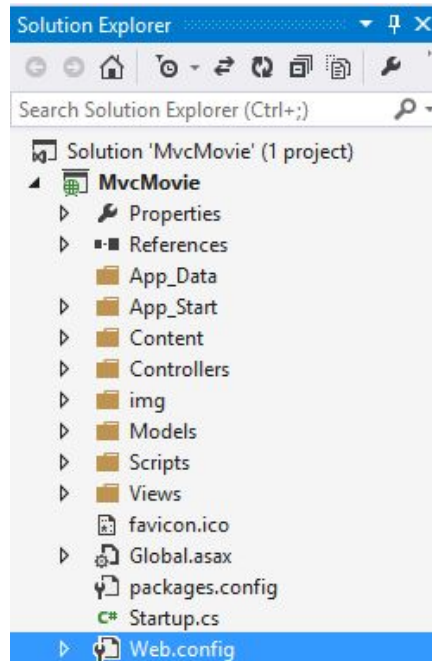 Solution Explorer
Search Solution Explorer (Ctrl+;)
Solution 'MvcMovie' (1 project)
MvcMovie
Properties
References
App_Data
App_Start
Content
Controllers
img
Models
Scripts
Views
favicon.ico
Global.asax
packages.config
C# Startup.cs
Web.config